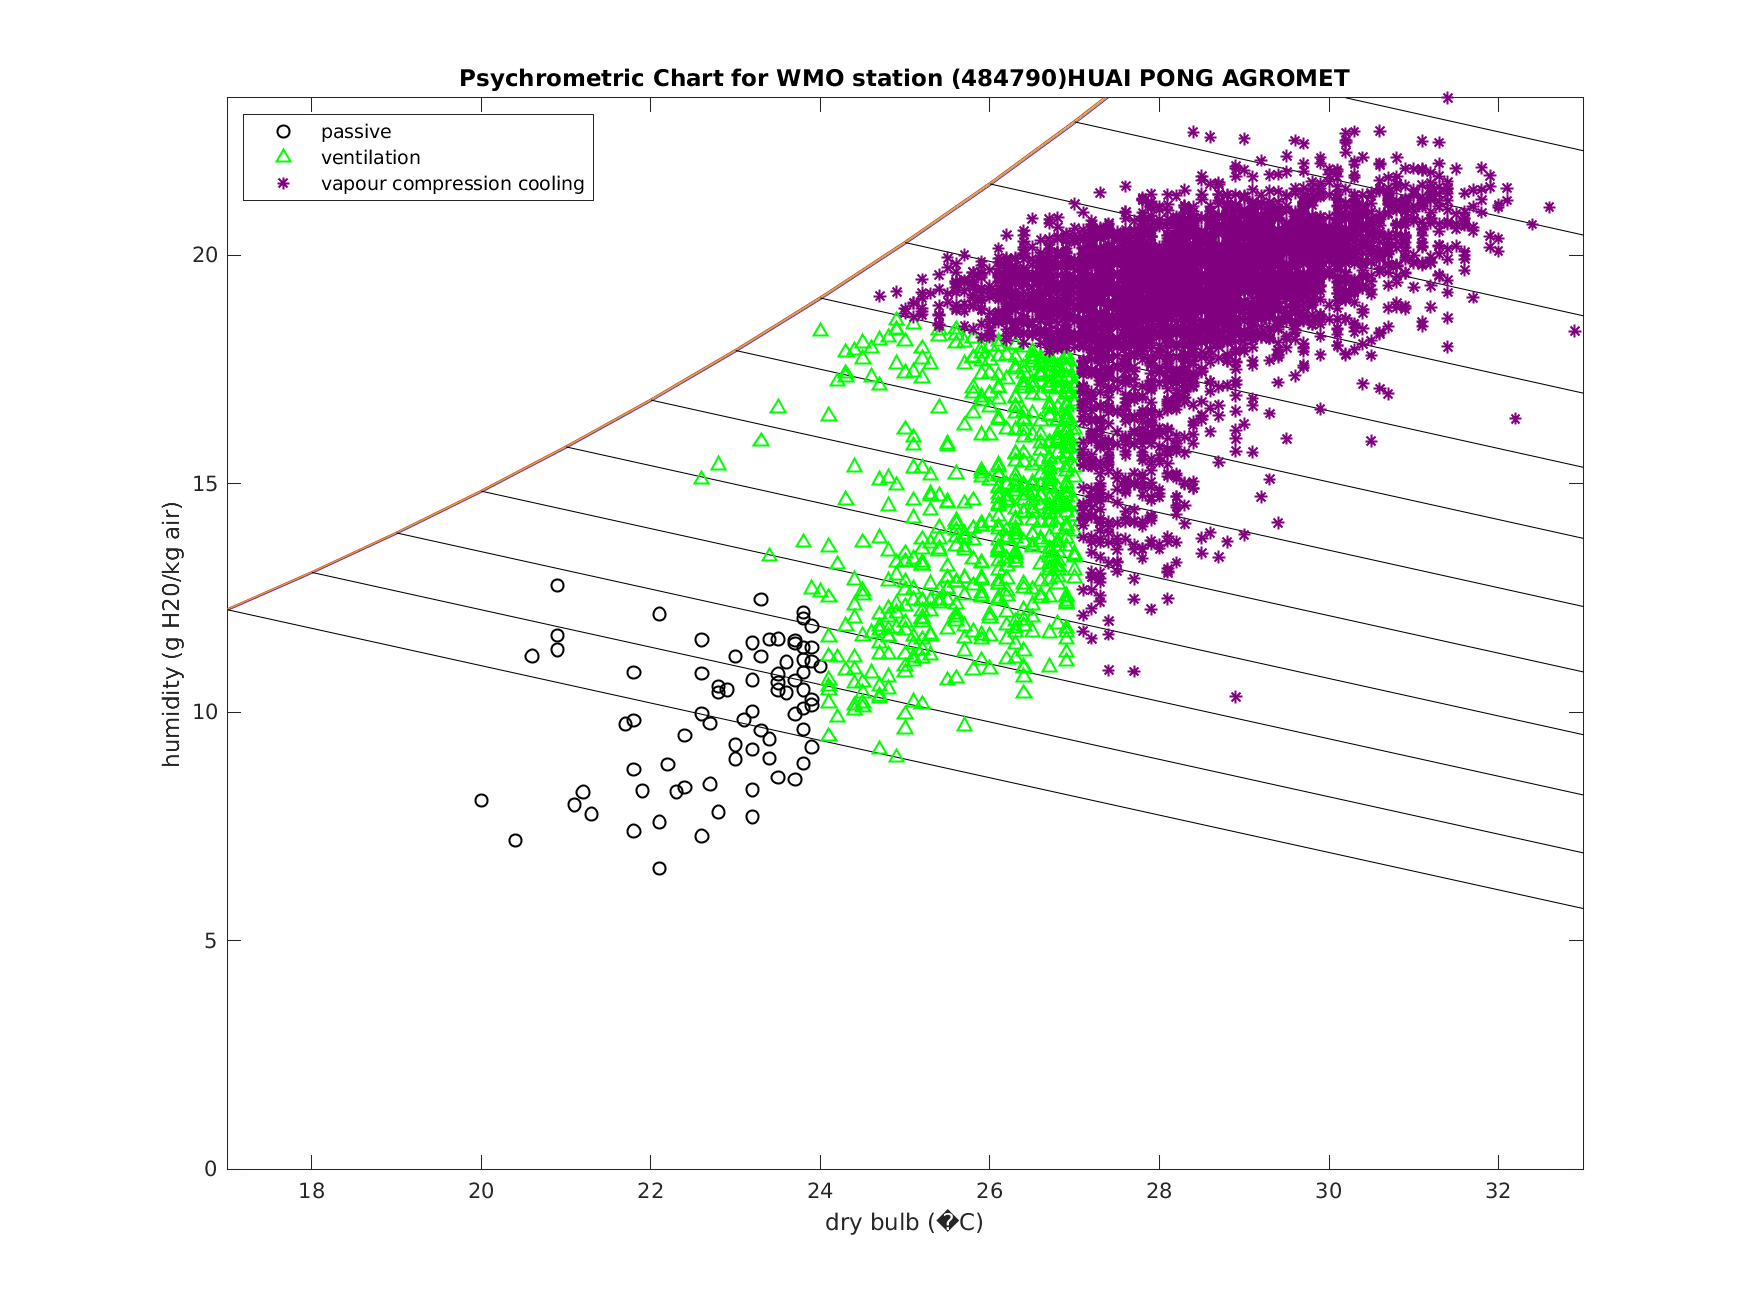 Psychrometric Chart for WMO station (484790)HUAI PONG AGROMET
passive
ventilation
vapour compression cooling
20
15
10
5
0
humidity (g H20/kg air)
18 20 22 24 26 28 30 32
dry bulb (�C)